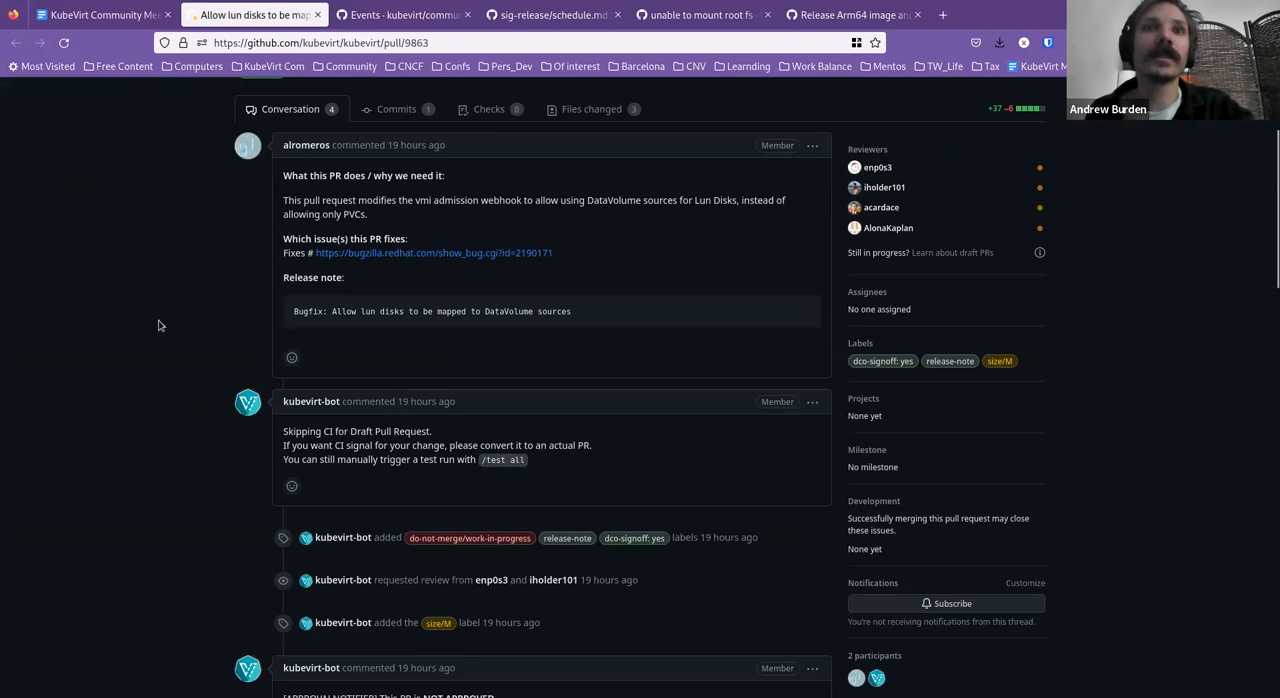 KubeVirt Community Mee
Allow lun disks to be map
Events · kubevirt/commu
sig-release/schedule.md
unable to mount root fs ·
Release Arm64 image an
https://github.com/kubevirt/kubevirt/pull/9863
Most Visited
Free Content
Computers
KubeVirt Com
Community
CNCF
Confs
Pers_Dev
Of interest
Barcelona
CNV
Learnding
Work Balance
Mentos
TW_Life
Tax
KubeVirt M
Andrew Burden
Conversation 4
Commits 1
Checks 0
Files changed 3
+37 −6
alromeros commented 19 hours ago
Member
What this PR does / why we need it:
This pull request modifies the vmi admission webhook to allow using DataVolume sources for Lun Disks, instead of
allowing only PVCs.
Which issue(s) this PR fixes:
Fixes # https://bugzilla.redhat.com/show_bug.cgi?id=2190171
Release note:
Bugfix: Allow lun disks to be mapped to DataVolume sources
kubevirt-bot commented 19 hours ago
Member
Skipping CI for Draft Pull Request.
If you want CI signal for your change, please convert it to an actual PR.
You can still manually trigger a test run with /test all
kubevirt-bot added do-not-merge/work-in-progress release-note dco-signoff: yes labels 19 hours ago
kubevirt-bot requested review from enp0s3 and iholder101 19 hours ago
kubevirt-bot added the size/M label 19 hours ago
kubevirt-bot commented 19 hours ago
Member
[APPROVALNOTIFIER] This PR is NOT APPROVED
Reviewers
enp0s3
iholder101
acardace
AlonaKaplan
Still in progress? Learn about draft PRs
Assignees
No one assigned
Labels
dco-signoff: yes release-note size/M
Projects
None yet
Milestone
No milestone
Development
Successfully merging this pull request may close
these issues.
None yet
Notifications
Customize
Subscribe
You're not receiving notifications from this thread.
2 participants